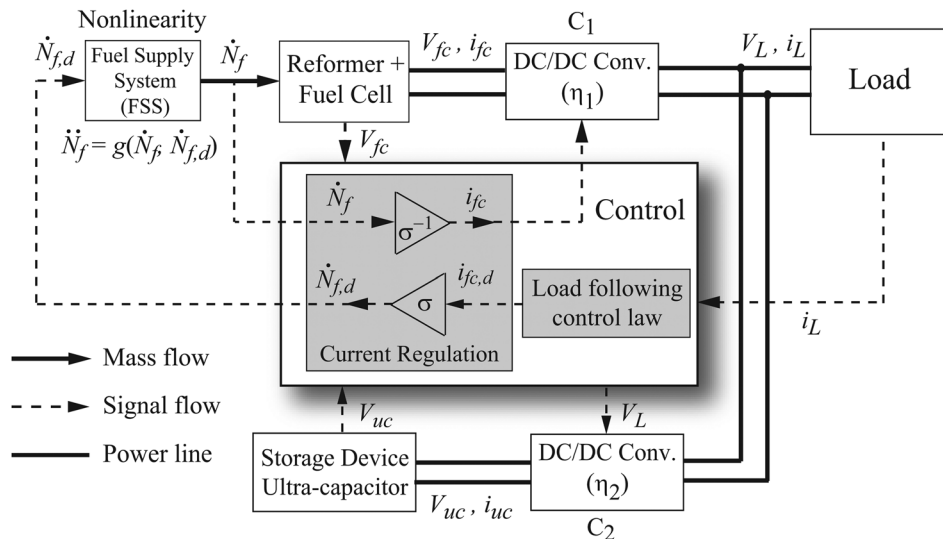 Nonlinearity
Ṅf,d
Fuel Supply
System
(FSS)
Ṅf
N̈f = g(Ṅf, Ṅf,d)
Reformer +
Fuel Cell
Vfc , ifc
C1
DC/DC Conv.
(η1)
VL, iL
Load
Vfc
Control
Ṅf
σ−1
ifc
Ṅf,d
σ
ifc,d
Load following
control law
iL
Current Regulation
Mass flow
Signal flow
Power line
Vuc
VL
Storage Device
Ultra-capacitor
Vuc , iuc
DC/DC Conv.
(η2)
C2